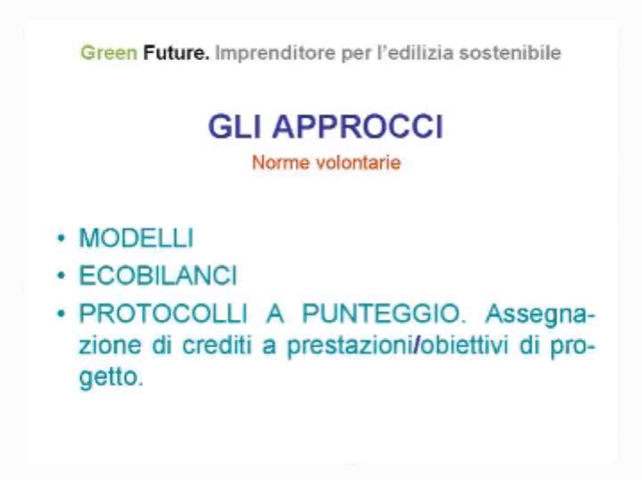 Green Future. Imprenditore per l'edilizia sostenibile
GLI APPROCCI
Norme volontarie
• MODELLI
• ECOBILANCI
• PROTOCOLLI A PUNTEGGIO. Assegna-
zione di crediti a prestazioni/obiettivi di pro-
getto.